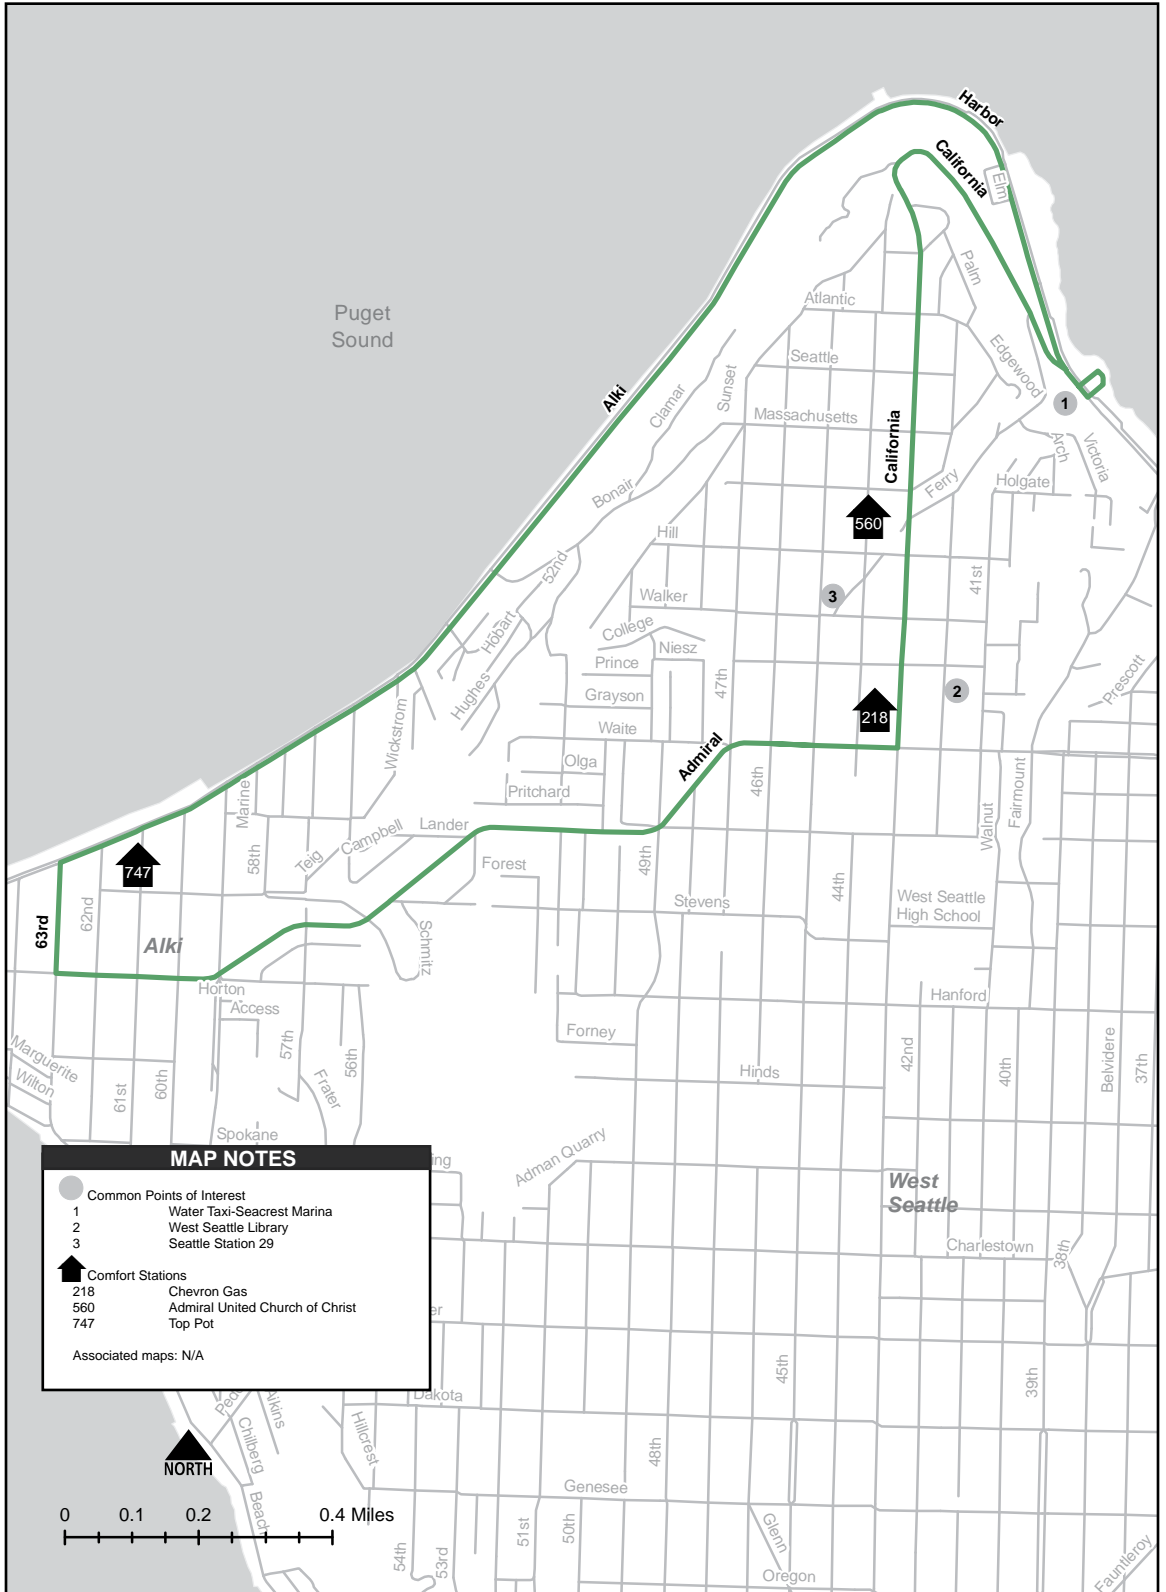 Harbor
California
Elm
Palm
Puget
Sound
Atlantic
Edgewood
Seattle
Sunset
Clamar
Alki
1
Massachusetts
California
Arch
Victoria
Ferry
Holgate
Bonair
560
Hill
52nd
41st
3
Walker
College
Hobart
Niesz
Prince
47th
2
Prescott
Grayson
Hughes
218
Waite
Wickstrom
Admiral
Olga
46th
Fairmount
Pritchard
Marine
Walnut
Lander
Campbell
Teig
58th
Forest
49th
747
44th
Stevens
West Seattle
High School
62nd
63rd
Alki
Schmitz
Horton
Hanford
Access
Forney
57th
56th
42nd
Marguerite
Wilton
Hinds
40th
Belvidere
37th
61st
60th
Frater
Spokane
Adman Quarry
ing
MAP NOTES
Common Points of Interest
1 Water Taxi-Seacrest Marina
2 West Seattle Library
3 Seattle Station 29
Comfort Stations
218 Chevron Gas
560 Admiral United Church of Christ
747 Top Pot
Associated maps: N/A
West
Seattle
Charlestown
38th
er
45th
39th
Dakota
Aikins
Hillcrest
Chilberg
48th
NORTH
Genesee
Beach
0 0.1 0.2 0.4 Miles
51st
50th
Glenn
54th
53rd
Oregon
Fauntleroy